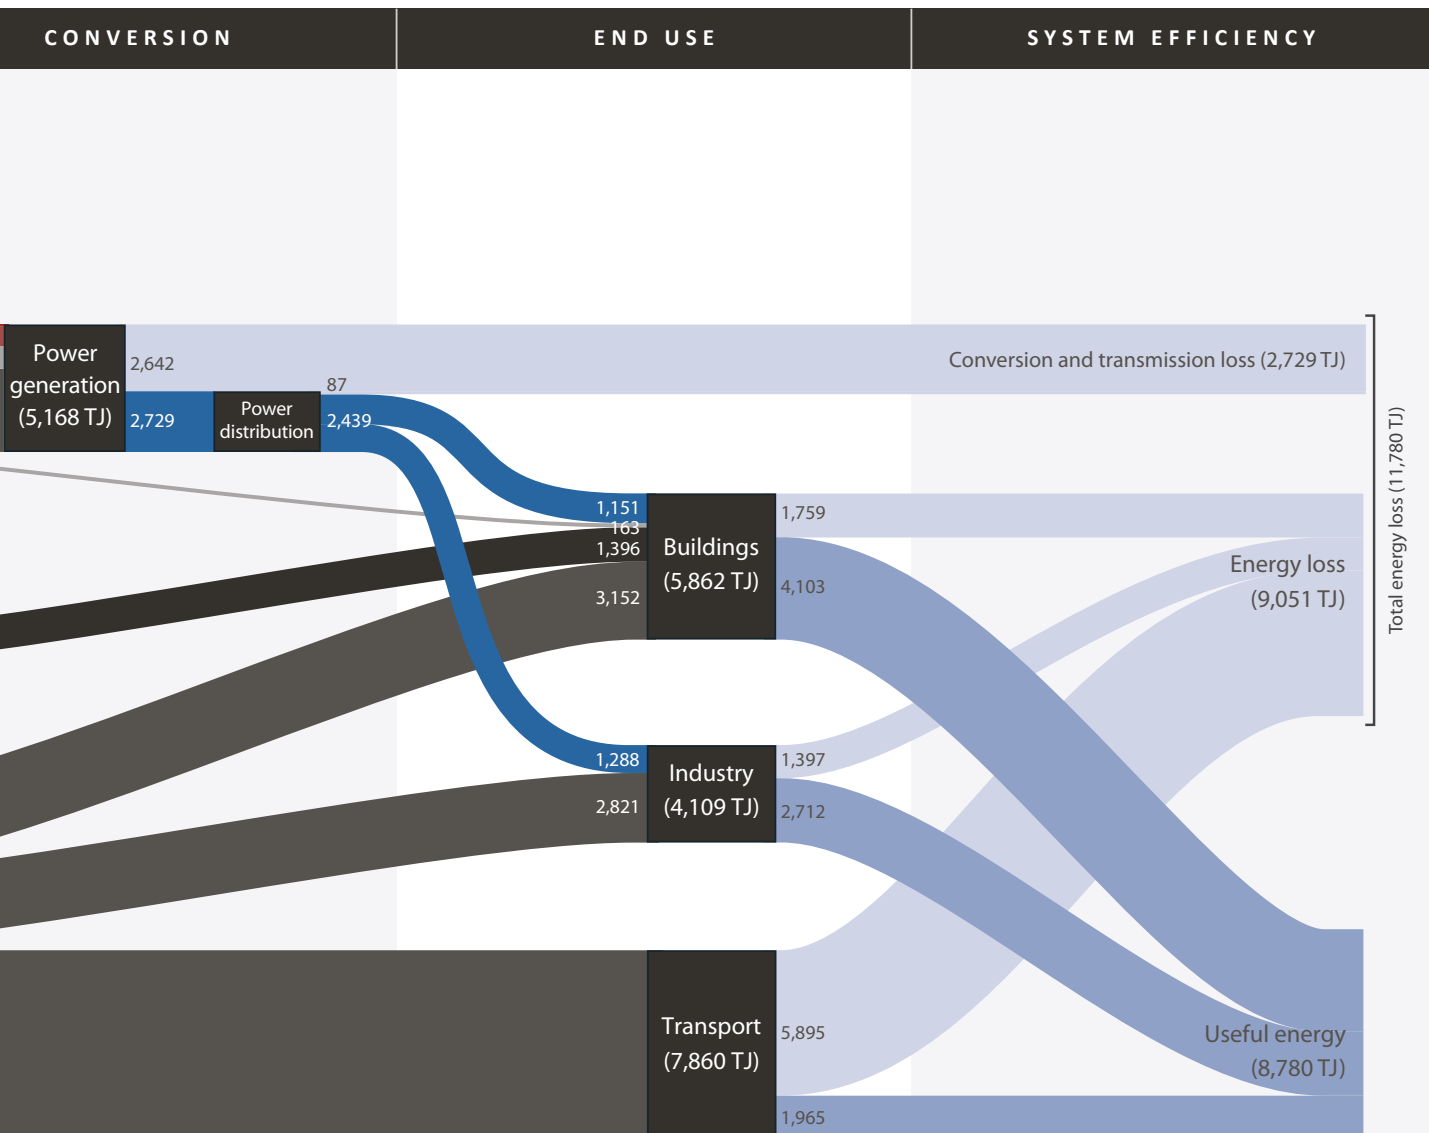 CONVERSION
END USE
SYSTEM EFFICIENCY
Power
generation
(5,168 TJ)
2,642
2,729
Power
distribution
87
2,439
Conversion and transmission loss (2,729 TJ)
Total energy loss (11,780 TJ)
1,151
163
1,396
3,152
Buildings
(5,862 TJ)
1,759
4,103
Energy loss
(9,051 TJ)
1,288
2,821
Industry
(4,109 TJ)
1,397
2,712
Transport
(7,860 TJ)
5,895
1,965
Useful energy
(8,780 TJ)